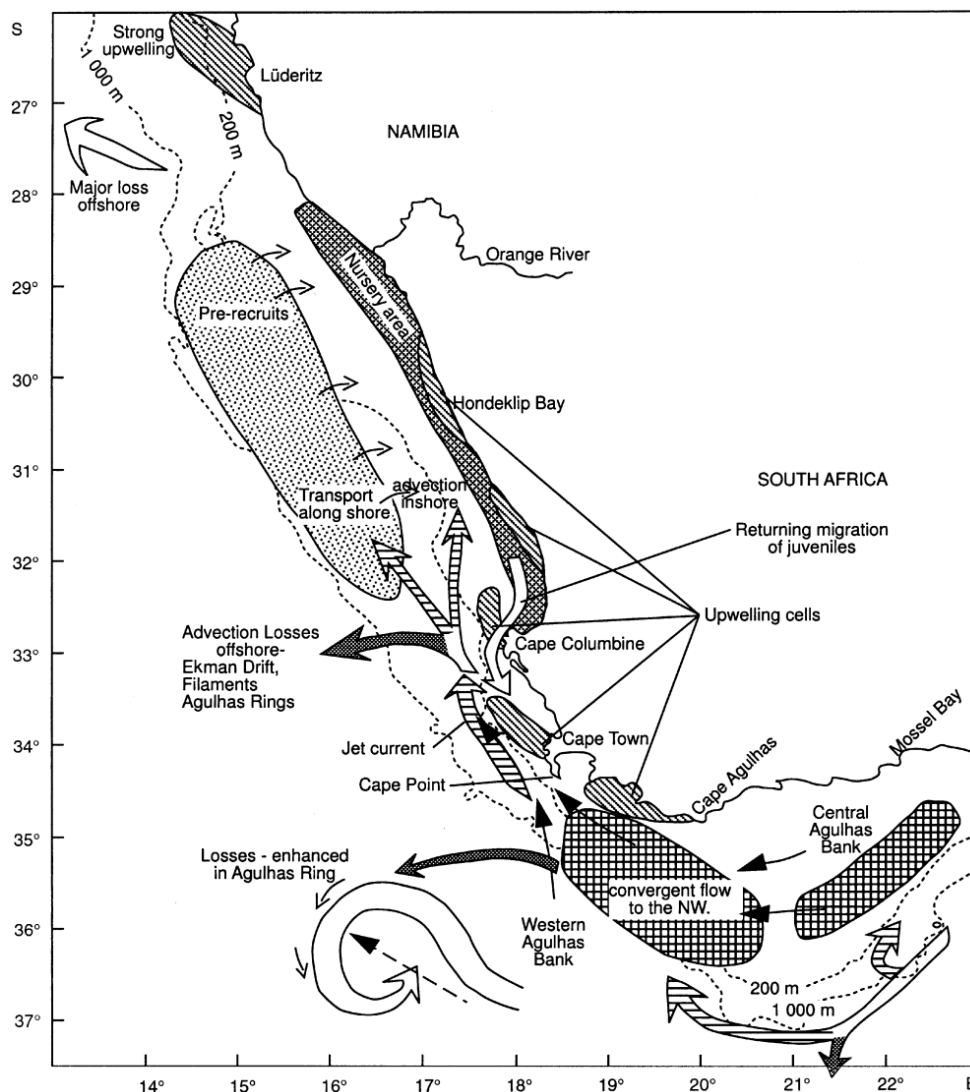 S
Strong
upwelling
1 000 m
Lüderitz
27°
200 m
NAMIBIA
Major loss
offshore
28°
Orange River
29°
Nursery area
Pre-recruits
30°
Hondeklip Bay
31°
SOUTH AFRICA
Transport
along shore
advection
inshore
Returning migration
of juveniles
32°
Upwelling cells
Advection Losses
offshore-
Ekman Drift,
Filaments
Agulhas Rings
33°
Cape Columbine
34°
Jet current
Cape Town
Mossel Bay
Cape Point
Cape Agulhas
35°
Central
Agulhas
Bank
Losses - enhanced
in Agulhas Ring
convergent flow
to the NW.
36°
Western
Agulhas
Bank
200 m
1 000 m
37°
14°
15°
16°
17°
18°
19°
20°
21°
22°
E